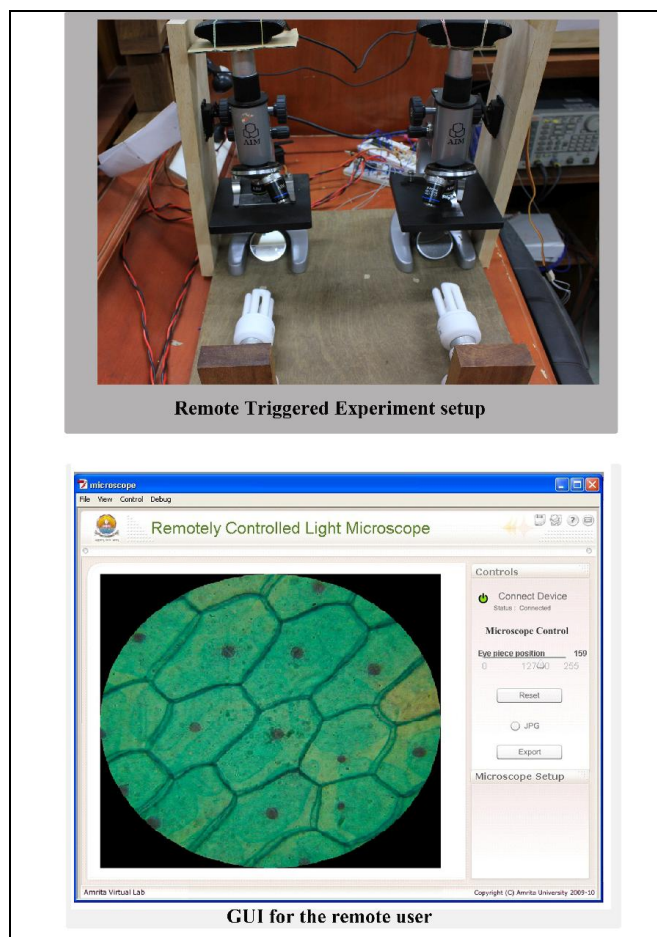 AIM
AIM
Remote Triggered Experiment setup
microscope
File View Control Debug
Remotely Controlled Light Microscope
Controls
Connect Device
Status : Connected
Microscope Control
Eye piece position 159
0 255
Reset
JPG
Export
Microscope Setup
Amrita Virtual Lab
Copyright (C) Amrita University 2009-10
GUI for the remote user